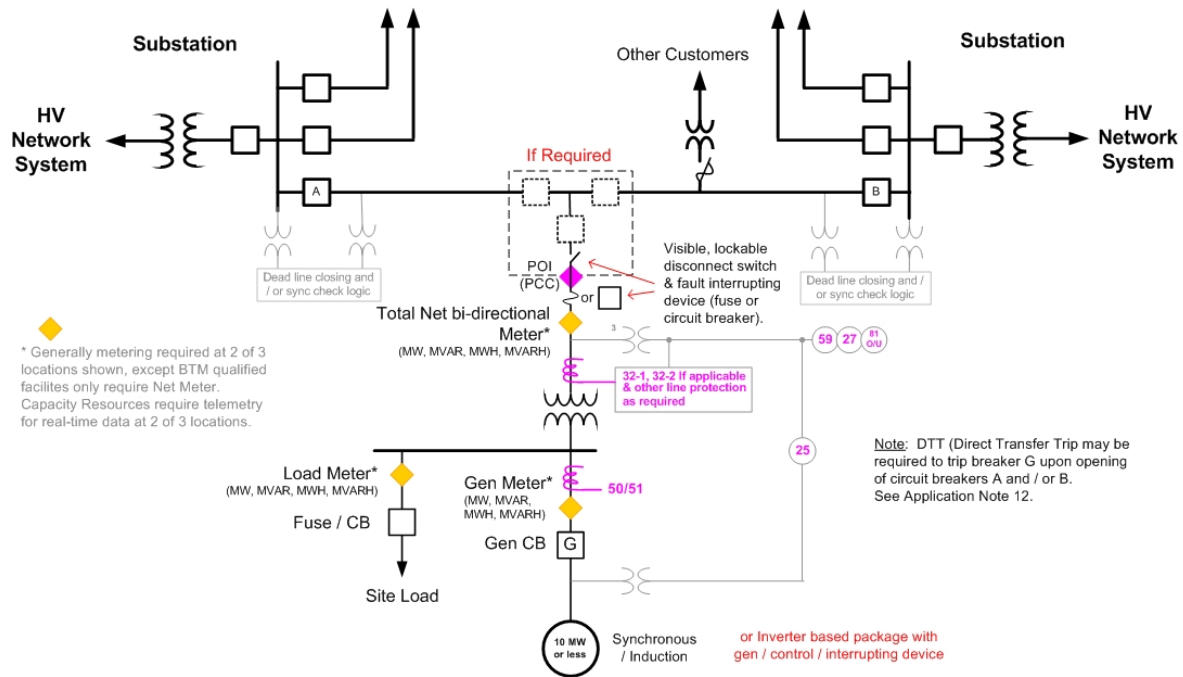 Substation
Substation
Other Customers
HV
Network
System
HV
Network
System
If Required
A
B
Dead line closing and
/ or sync check logic
POI
(PCC)
or
Visible, lockable
disconnect switch
& fault interrupting
device (fuse or
circuit breaker).
Dead line closing and /
or sync check logic
Total Net bi-directional
Meter*
(MW, MVAR, MWH, MVARH)
3
59
27
81
O/U
* Generally metering required at 2 of 3
locations shown, except BTM qualified
facilites only require Net Meter.
Capacity Resources require telemetry
for real-time data at 2 of 3 locations.
32-1, 32-2 If applicable
& other line protection
as required
25
Note: DTT (Direct Transfer Trip may be
required to trip breaker G upon opening
of circuit breakers A and / or B.
See Application Note 12.
Load Meter*
(MW, MVAR, MWH, MVARH)
Gen Meter*
(MW, MVAR,
MWH, MVARH)
50/51
Fuse / CB
Gen CB
G
Site Load
10 MW
or less
Synchronous
/ Induction
or Inverter based package with
gen / control / interrupting device